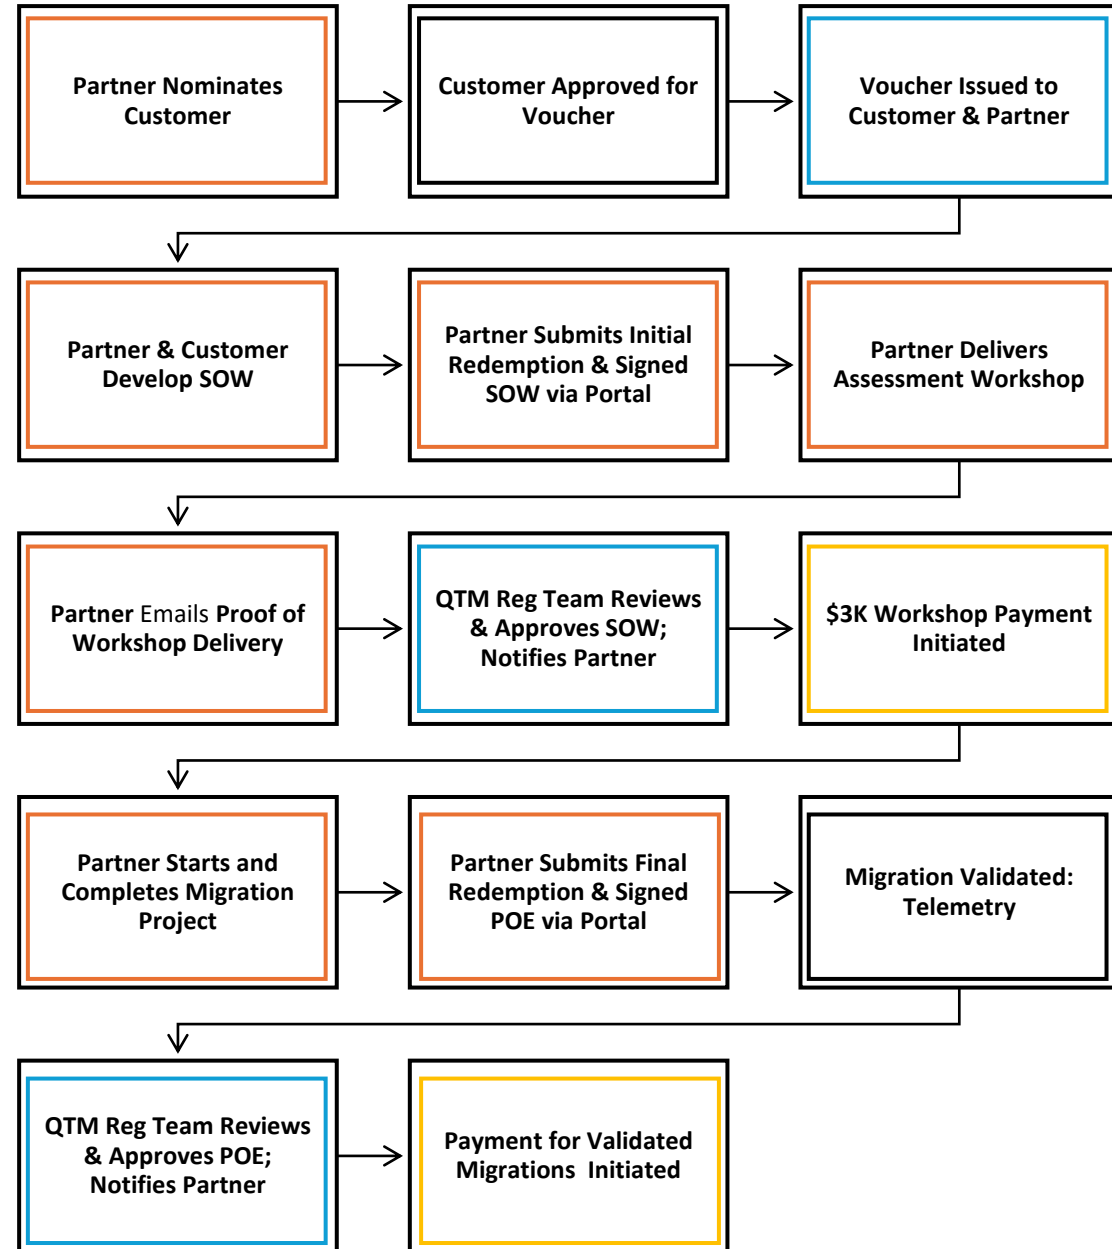 Partner Nominates
Customer
Customer Approved for
Voucher
Voucher Issued to
Customer & Partner
Partner & Customer
Develop SOW
Partner Submits Initial
Redemption & Signed
SOW via Portal
Partner Delivers
Assessment Workshop
Partner Emails Proof of
Workshop Delivery
QTM Reg Team Reviews
& Approves SOW;
Notifies Partner
$3K Workshop Payment
Initiated
Partner Starts and
Completes Migration
Project
Partner Submits Final
Redemption & Signed
POE via Portal
Migration Validated:
Telemetry
QTM Reg Team Reviews
& Approves POE;
Notifies Partner
Payment for Validated
Migrations Initiated